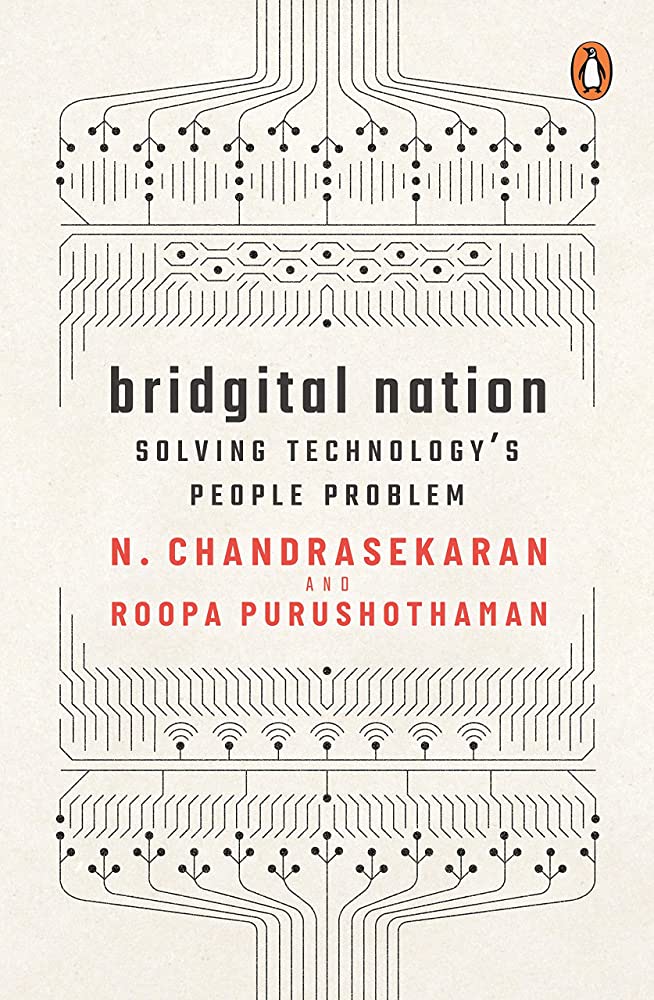 bridgital nation
SOLVING TECHNOLOGY'S
PEOPLE PROBLEM
N. CHANDRASEKARAN
AND
ROOPA PURUSHOTHAMAN